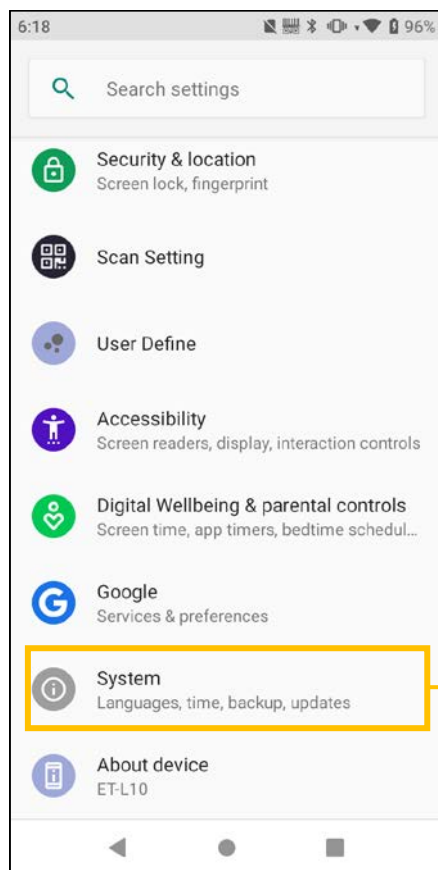 6:18 96%
Search settings
Security & location
Screen lock, fingerprint
Scan Setting
User Define
Accessibility
Screen readers, display, interaction controls
Digital Wellbeing & parental controls
Screen time, app timers, bedtime schedul...
Google
Services & preferences
System
Languages, time, backup, updates
About device
ET-L10